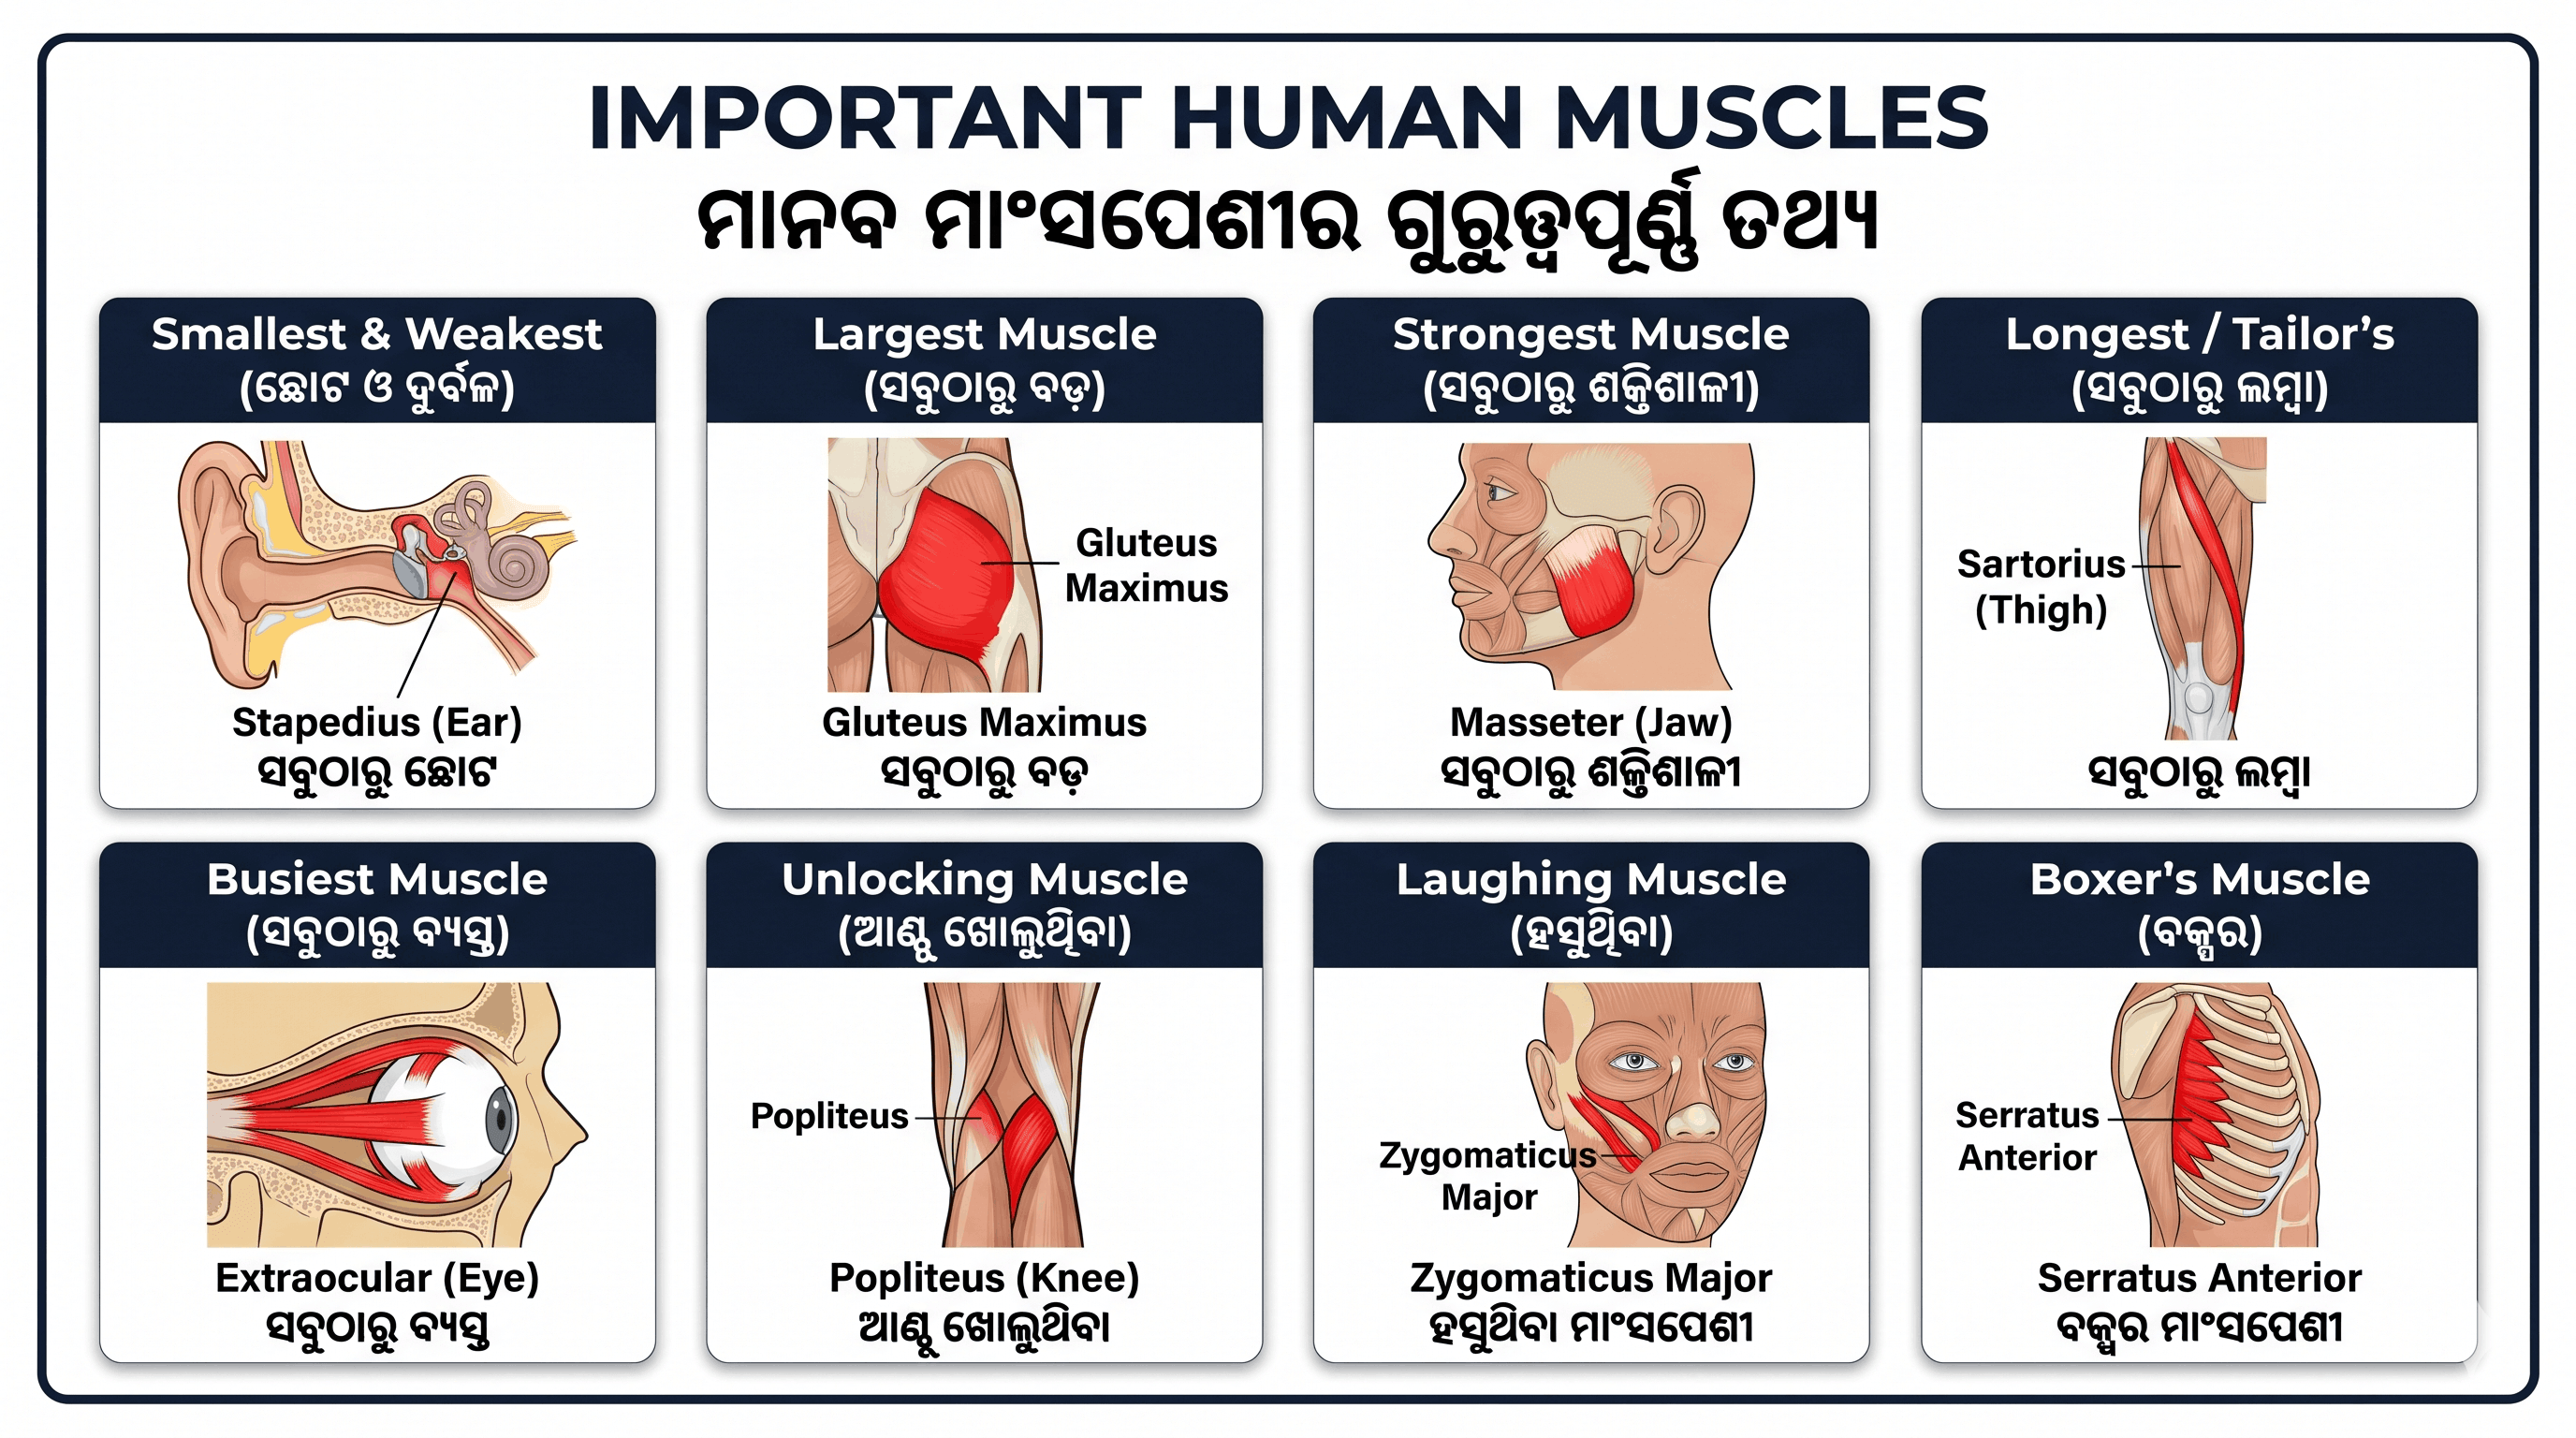 IMPORTANT HUMAN MUSCLES
ମାନବ ମାଂସପେଶୀର ଗୁରୁତ୍ୱପୂର୍ଣ୍ଣ ତଥ୍ୟ
Smallest & Weakest
(ଛୋଟ ଓ ଦୁର୍ବଳ)
Stapedius (Ear)
ସବୁଠାରୁ ଛୋଟ
Largest Muscle
(ସବୁଠାରୁ ବଡ଼)
Gluteus
Maximus
Gluteus Maximus
ସବୁଠାରୁ ବଡ଼
Strongest Muscle
(ସବୁଠାରୁ ଶକ୍ତିଶାଳୀ)
Masseter (Jaw)
ସବୁଠାରୁ ଶକ୍ତିଶାଳୀ
Longest / Tailor's
(ସବୁଠାରୁ ଲମ୍ବା)
Sartorius
(Thigh)
ସବୁଠାରୁ ଲମ୍ବା
Busiest Muscle
(ସବୁଠାରୁ ବ୍ୟସ୍ତ)
Extraocular (Eye)
ସବୁଠାରୁ ବ୍ୟସ୍ତ
Unlocking Muscle
(ଆଣ୍ଠୁ ଖୋଲୁଥିବା)
Popliteus
Popliteus (Knee)
ଆଣ୍ଠୁ ଖୋଲୁଥିବା
Laughing Muscle
(ହସୁଥିବା)
Zygomaticus
Major
Zygomaticus Major
ହସୁଥିବା ମାଂସପେଶୀ
Boxer's Muscle
(ବକ୍ସର)
Serratus
Anterior
Serratus Anterior
ବକ୍ସର ମାଂସପେଶୀ